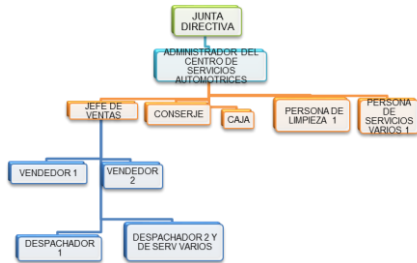 JUNTA
DIRECTIVA
ADMINISTRADOR DEL
CENTRO DE
SERVICIOS
AUTOMOTRICES
JEFE DE
VENTAS
CONSERJE
CAJA
PERSONA DE
LIMPIEZA 1
PERSONA
DE
SERVICIOS
VARIOS 1
VENDEDOR 1
VENDEDOR
2
DESPACHADOR
1
DESPACHADOR 2 Y
DE SERV VARIOS